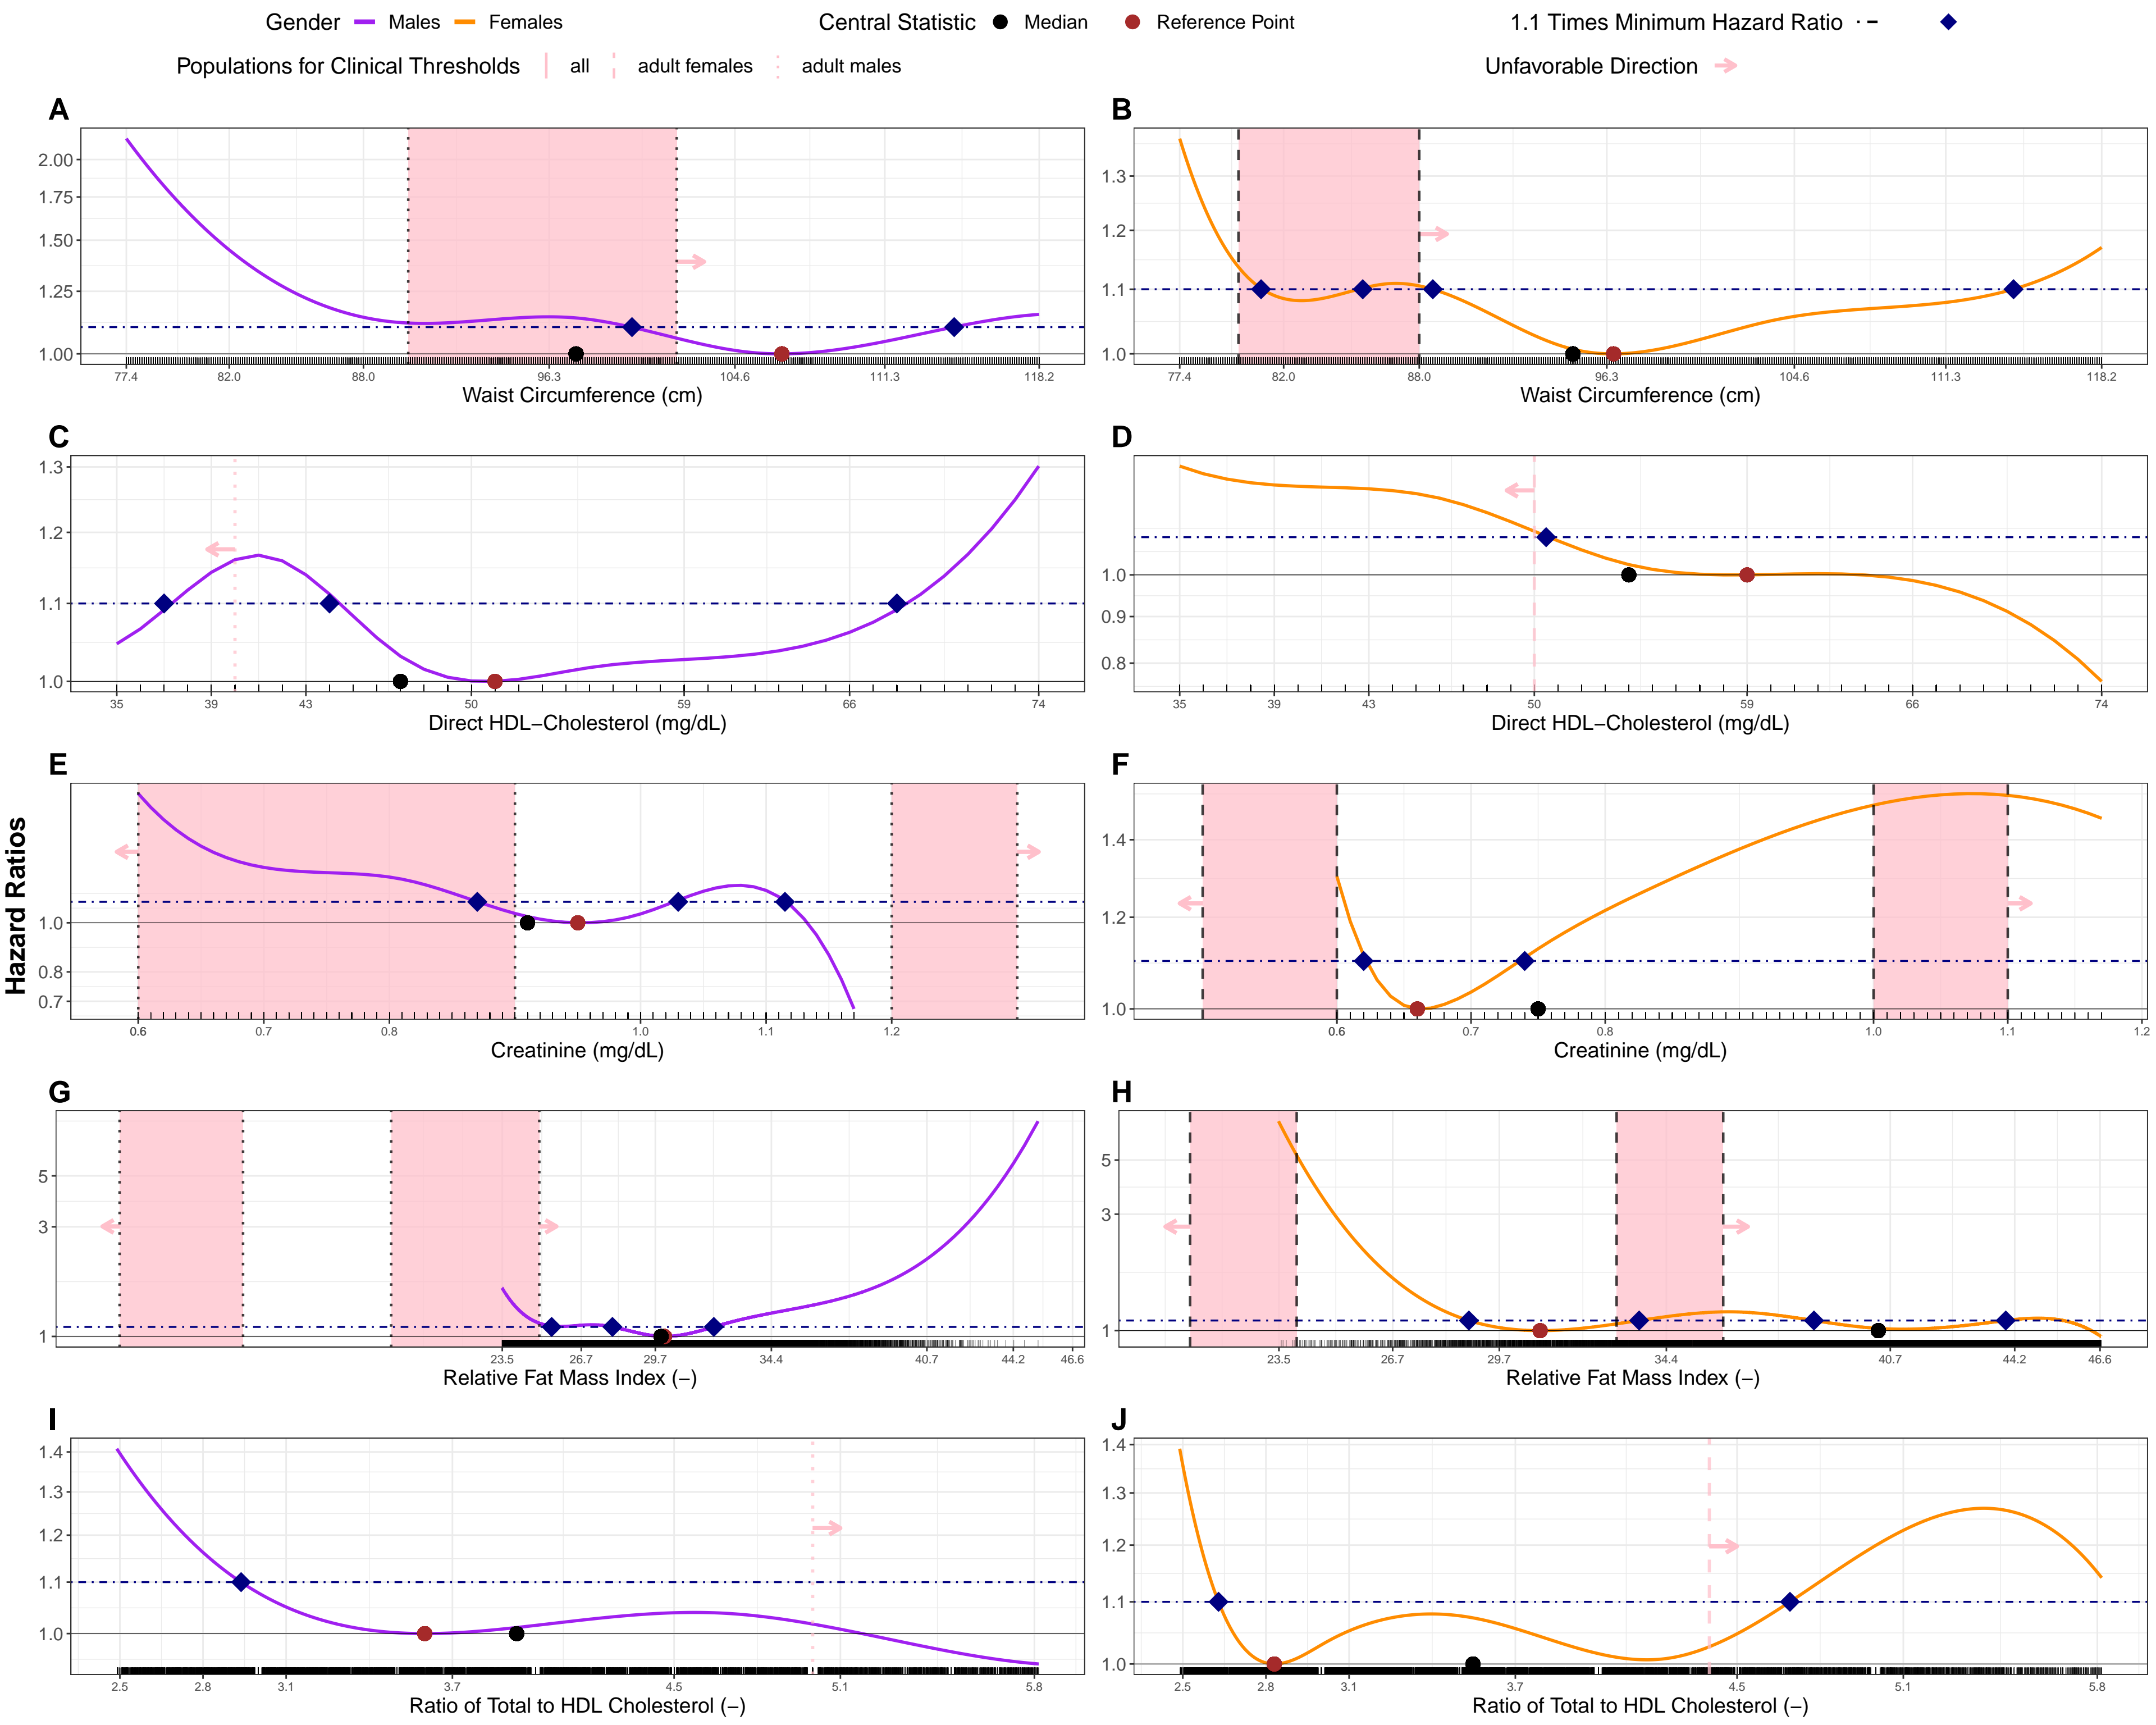 Gender Males Females Central Statistic Median Reference Point 1.1 Times Minimum Hazard Ratio
Populations for Clinical Thresholds all adult females adult males Unfavorable Direction
Hazard Ratios
A
2.00
1.75
1.50
1.25
1.00
77.4 82.0 88.0 96.3 104.6 111.3 118.2
Waist Circumference (cm)
B
1.3
1.2
1.1
1.0
77.4 82.0 88.0 96.3 104.6 111.3 118.2
Waist Circumference (cm)
C
1.3
1.2
1.1
1.0
35 39 43 50 59 66 74
Direct HDL−Cholesterol (mg/dL)
D
1.0
0.9
0.8
35 39 43 50 59 66 74
Direct HDL−Cholesterol (mg/dL)
E
1.0
0.8
0.7
0.6 0.7 0.8 1.0 1.1 1.2
Creatinine (mg/dL)
F
1.4
1.2
1.0
0.6 0.7 0.8 1.0 1.1 1.2
Creatinine (mg/dL)
G
5
3
1
23.5 26.7 29.7 34.4 40.7 44.2 46.6
Relative Fat Mass Index (−)
H
5
3
1
23.5 26.7 29.7 34.4 40.7 44.2 46.6
Relative Fat Mass Index (−)
I
1.4
1.3
1.2
1.1
1.0
2.5 2.8 3.1 3.7 4.5 5.1 5.8
Ratio of Total to HDL Cholesterol (−)
J
1.4
1.3
1.2
1.1
1.0
2.5 2.8 3.1 3.7 4.5 5.1 5.8
Ratio of Total to HDL Cholesterol (−)